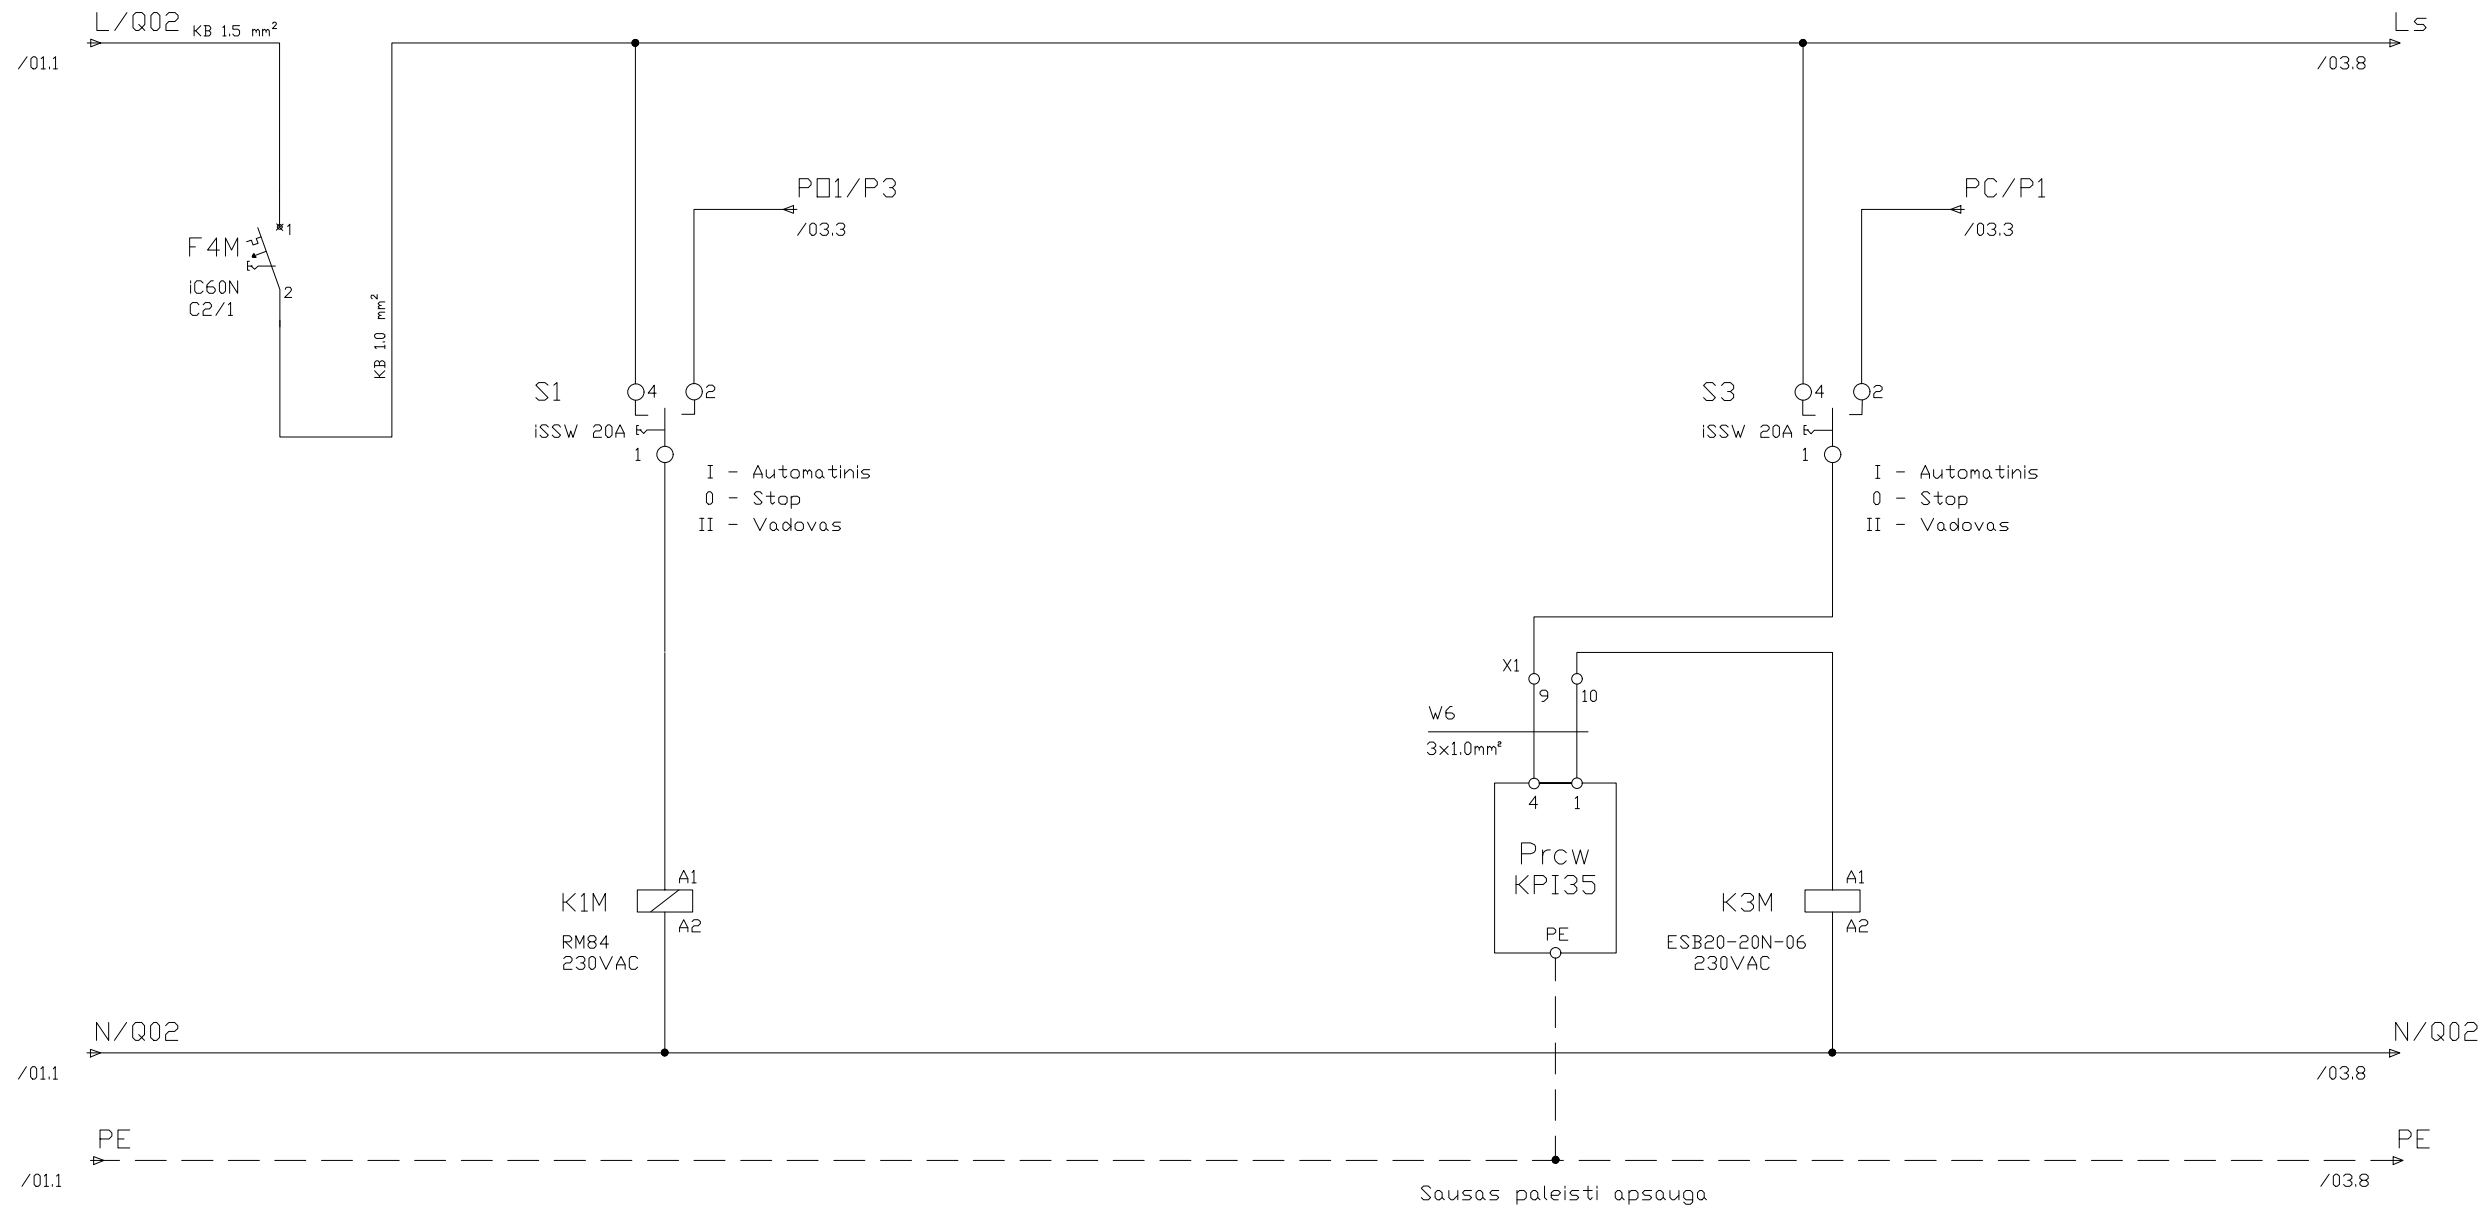 L/Q02 KB 1.5 mm²
Ls
/01.1
/03.8
P□1/P3
/03.3
PC/P1
/03.3
1
F4M
iC60N
C2/1
2
KB 1.0 mm²
S1
4
2
iSSW 20A
1
I - Automatinis
0 - Stop
II - Vadovas
S3
4
2
iSSW 20A
1
I - Automatinis
0 - Stop
II - Vadovas
X1
9
10
W6
3x1.0mm²
4
1
Prcw
KPI35
PE
K1M
A1
A2
RM84
230VAC
K3M
A1
A2
ESB20-20N-06
230VAC
N/Q02
N/Q02
/01.1
/03.8
PE
PE
/01.1
/03.8
Sausas paleisti apsauga